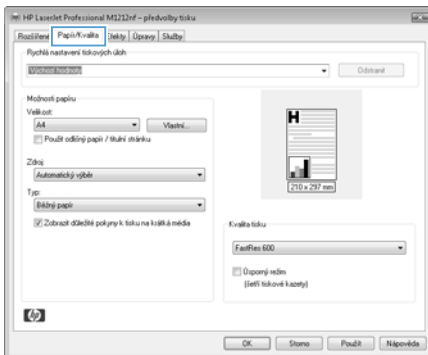 HP LaserJet Professional M1212nf – předvolby tisku
Rozšířené Papír/Kvalita Efekty Úpravy Služby
Rychlá nastavení tiskových úloh
Výchozí hodnoty
Odstranit
Možnosti papíru
Velikost:
A4 Vlastní...
Použít odlišný papír / titulní stránku
Zdroj:
Automatický výběr
Typ:
Běžný papír
Zobrazit důležité pokyny k tisku na krátká média
H
210 x 297 mm
Kvalita tisku
FastRes 600
Úsporný režim
(šetří tiskové kazety)
hp
OK Storno Použít Nápověda